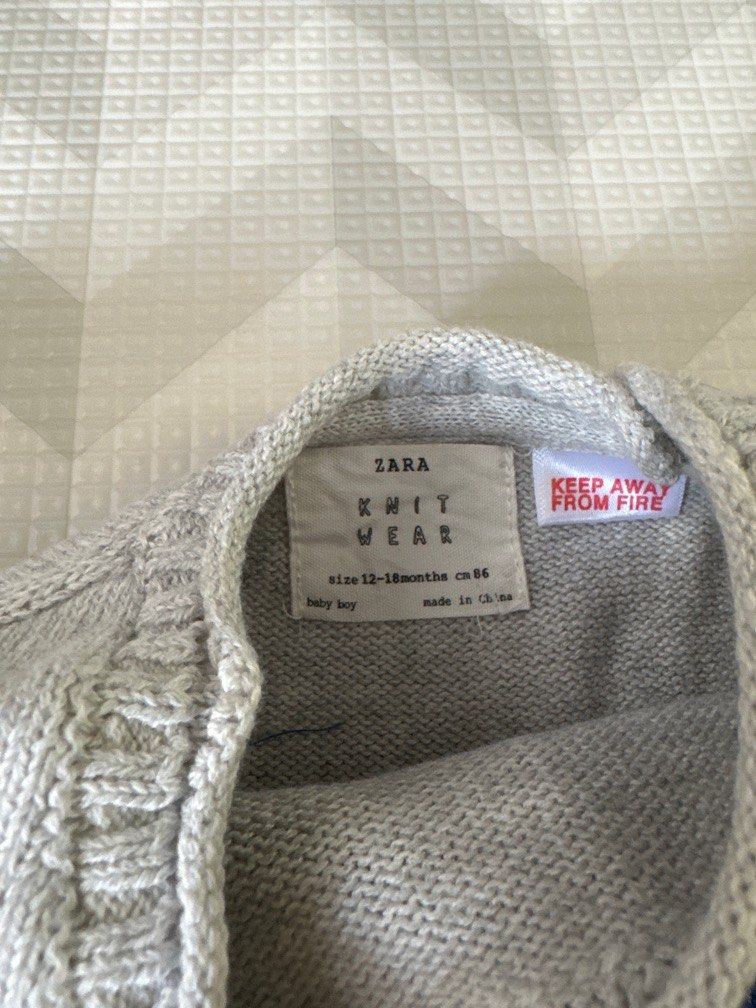 ZARA
KNIT
WEAR
size 12-18months cm 86
baby boy made in China
KEEP AWAY
FROM FIRE